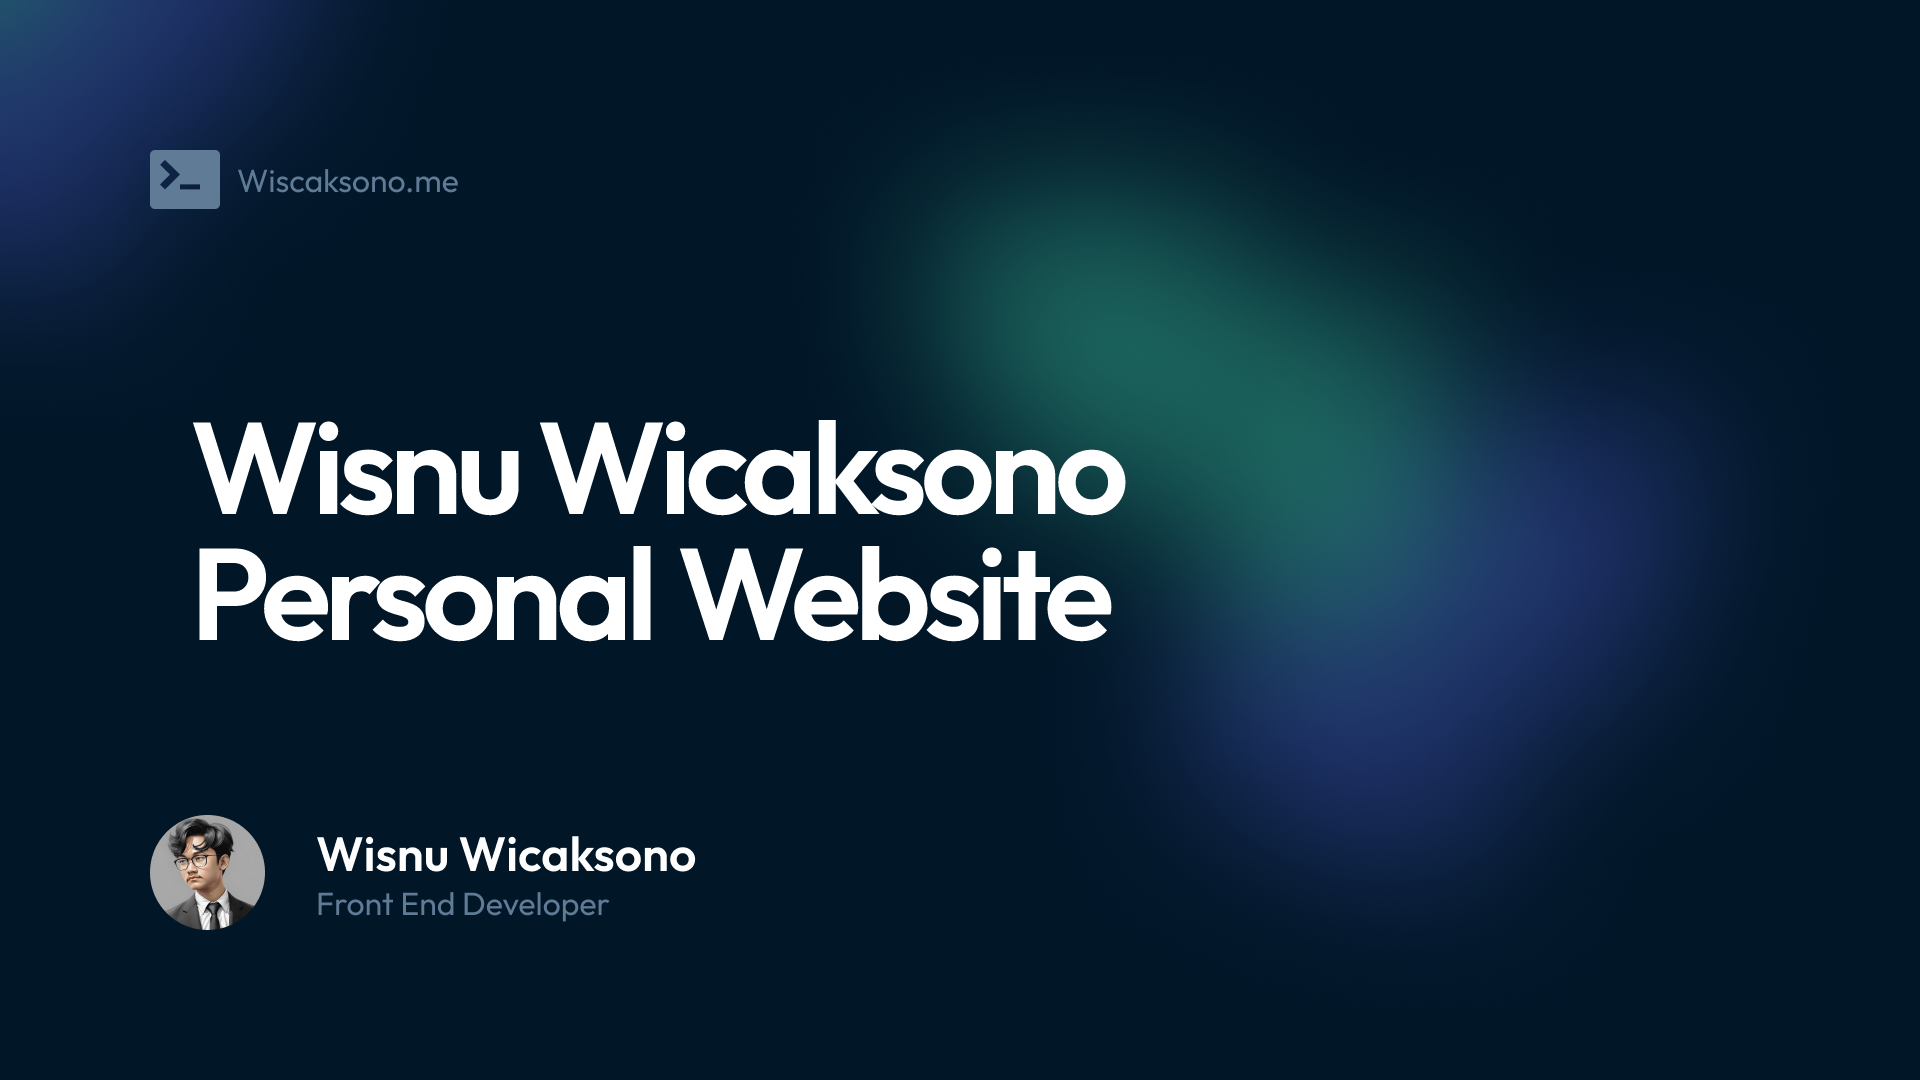 Wiscaksono.me
Wisnu Wicaksono
Personal Website
Wisnu Wicaksono
Front End Developer